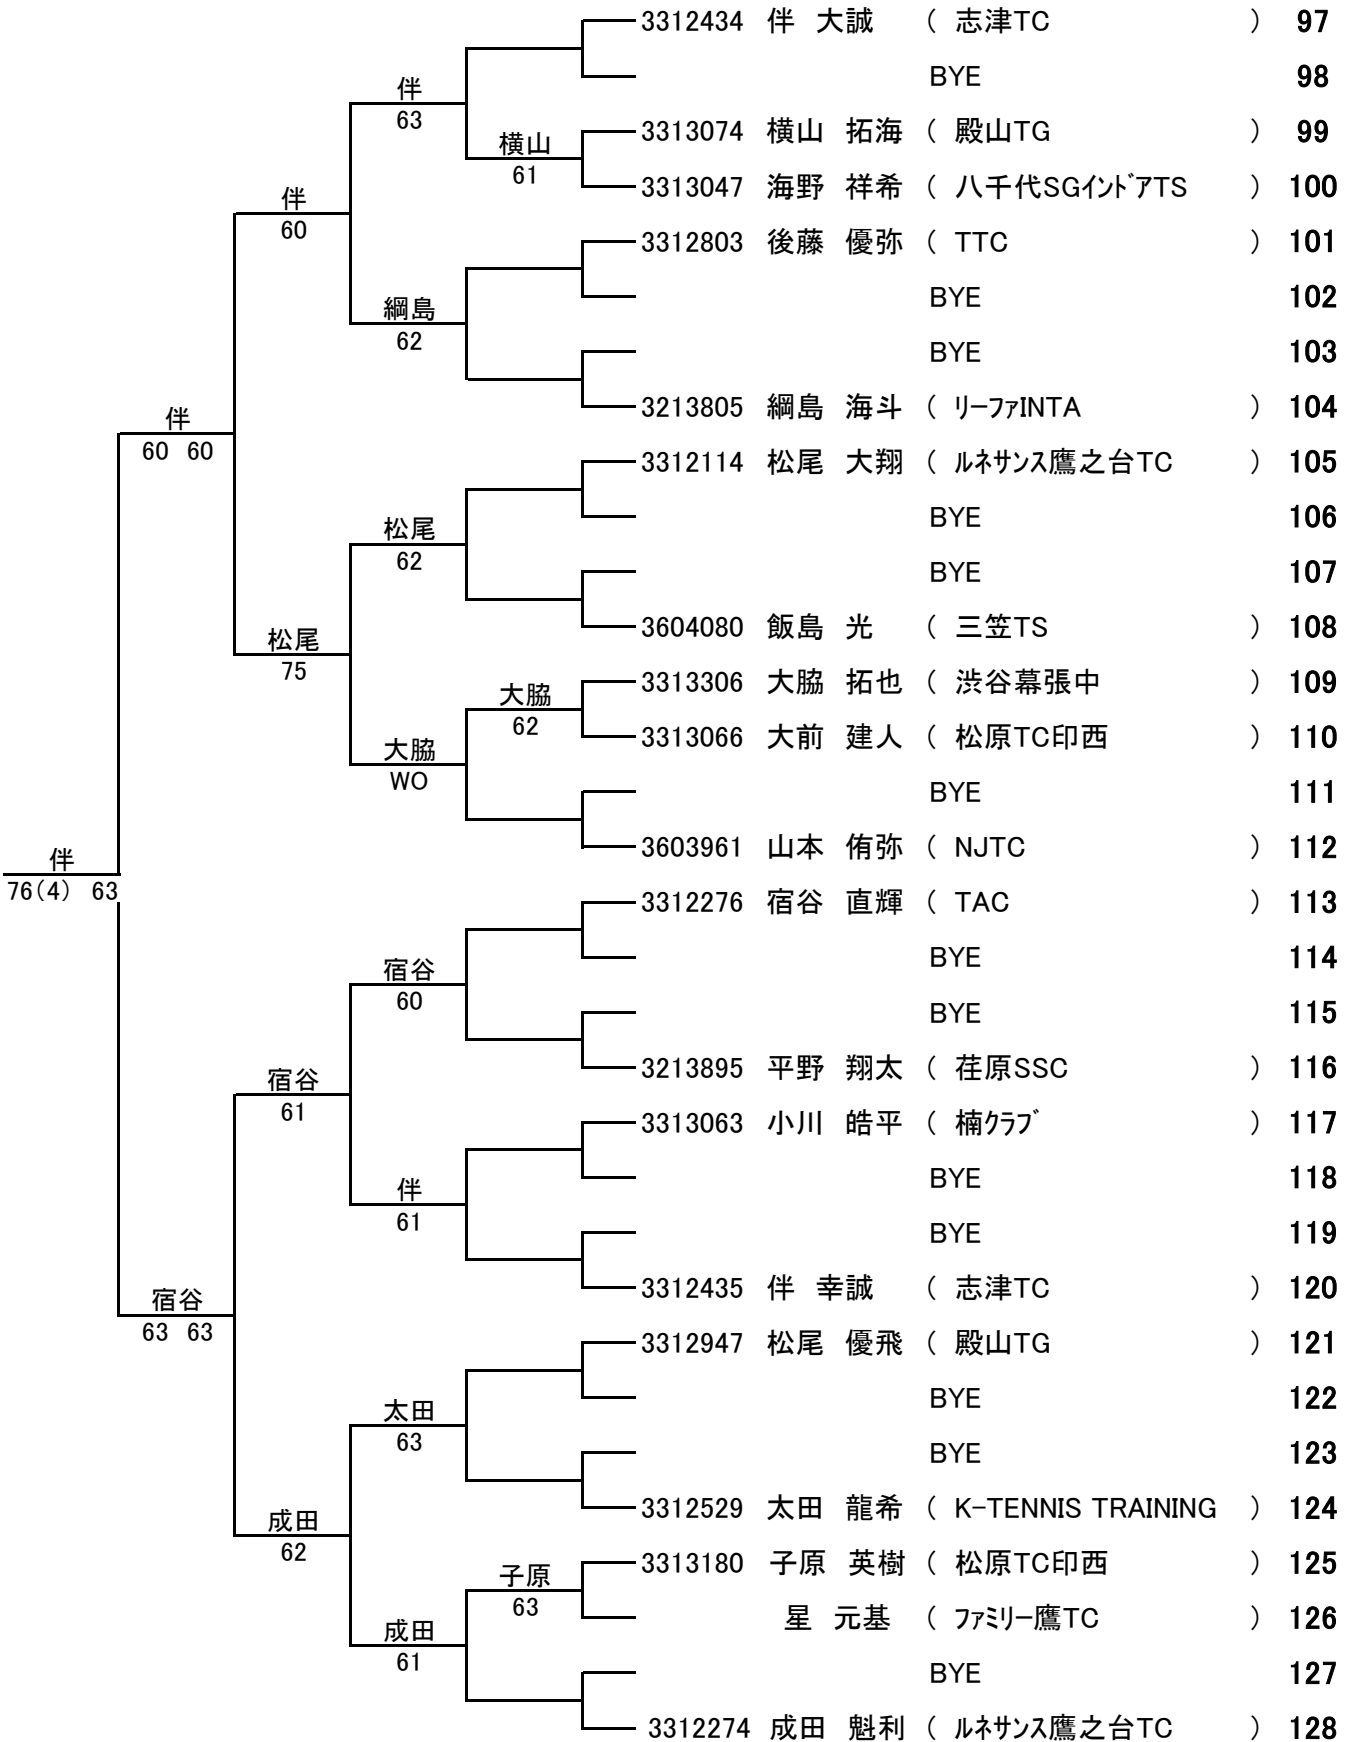 3312434 伴 大誠 ( 志津TC ) 97
BYE 98
伴
63
3313074 横山 拓海 ( 殿山TG ) 99
横山
61
3313047 海野 祥希 ( 八千代SGインドアTS ) 100
伴
60
3312803 後藤 優弥 ( TTC ) 101
BYE 102
綱島
62
BYE 103
3213805 綱島 海斗 ( リーファINTA ) 104
伴
60 60
3312114 松尾 大翔 ( ルネサンス鷹之台TC ) 105
BYE 106
松尾
62
BYE 107
3604080 飯島 光 ( 三笠TS ) 108
松尾
75
3313306 大脇 拓也 ( 渋谷幕張中 ) 109
大脇
62
3313066 大前 建人 ( 松原TC印西 ) 110
大脇
WO
BYE 111
3603961 山本 侑弥 ( NJTC ) 112
伴
76(4) 63
3312276 宿谷 直輝 ( TAC ) 113
BYE 114
宿谷
60
BYE 115
3213895 平野 翔太 ( 荏原SSC ) 116
宿谷
61
3313063 小川 皓平 ( 楠クラブ ) 117
BYE 118
伴
61
BYE 119
3312435 伴 幸誠 ( 志津TC ) 120
宿谷
63 63
3312947 松尾 優飛 ( 殿山TG ) 121
BYE 122
太田
63
BYE 123
3312529 太田 龍希 ( K-TENNIS TRAINING ) 124
成田
62
3313180 子原 英樹 ( 松原TC印西 ) 125
子原
63
星 元基 ( ファミリー鷹TC ) 126
成田
61
BYE 127
3312274 成田 魁利 ( ルネサンス鷹之台TC ) 128